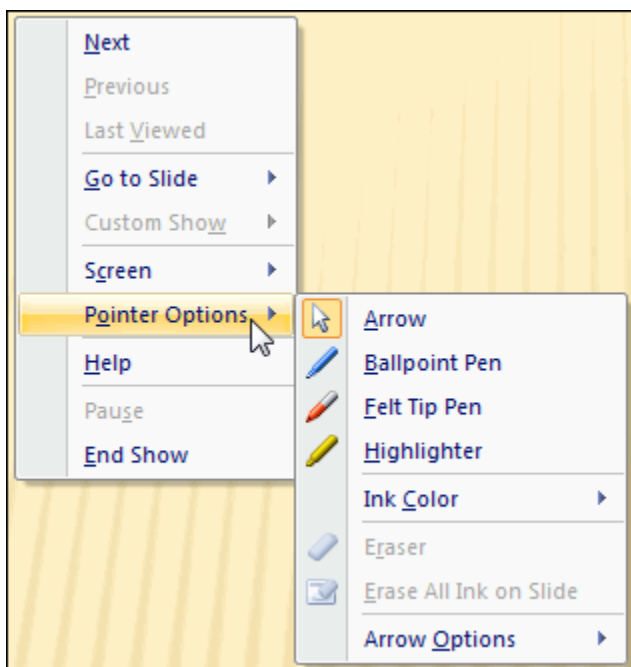 Next
Previous
Last Viewed
Go to Slide
Custom Show
Screen
Pointer Options
Help
Pause
End Show
Arrow
Ballpoint Pen
Felt Tip Pen
Highlighter
Ink Color
Eraser
Erase All Ink on Slide
Arrow Options